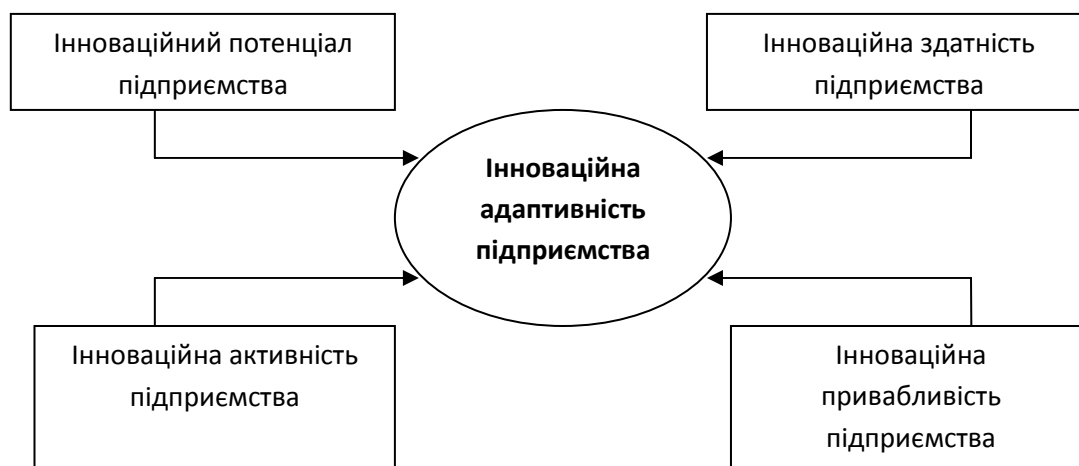 Інноваційний потенціал
підприємства
Інноваційна здатність
підприємства
Інноваційна
адаптивність
підприємства
Інноваційна активність
підприємства
Інноваційна
привабливість
підприємства